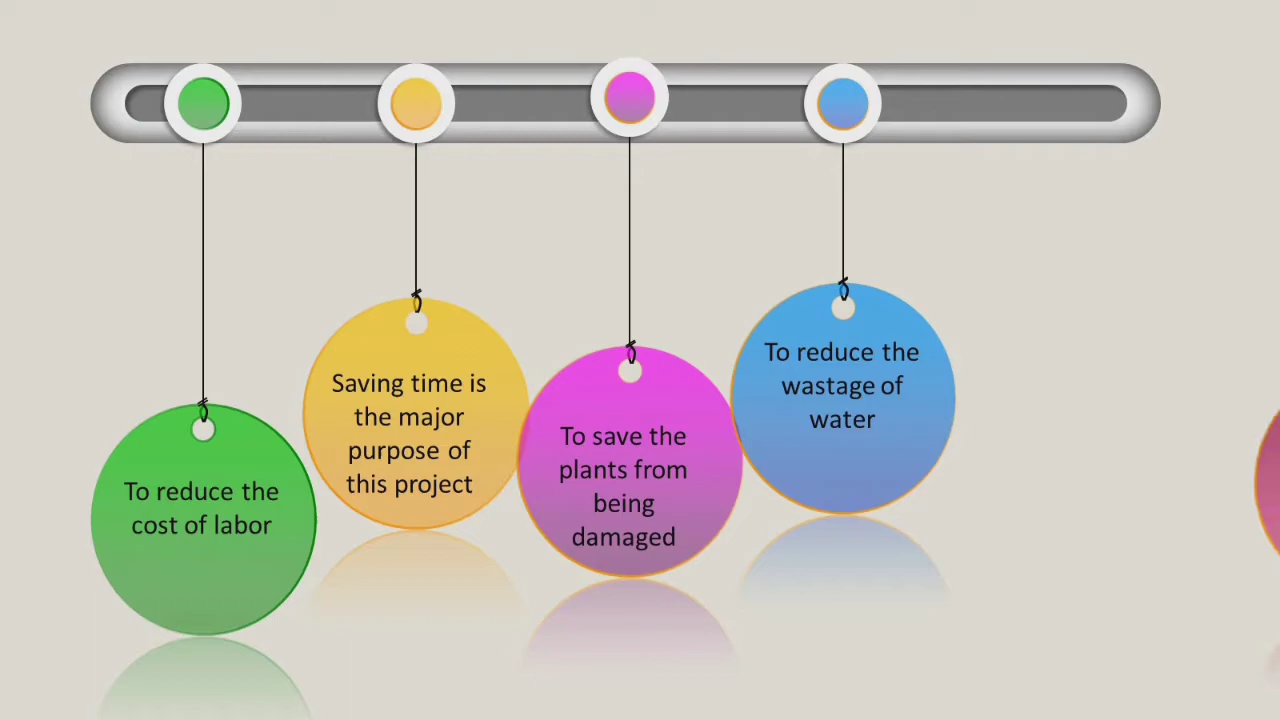 To reduce the
cost of labor
Saving time is
the major
purpose of
this project
To save the
plants from
being
damaged
To reduce the
wastage of
water